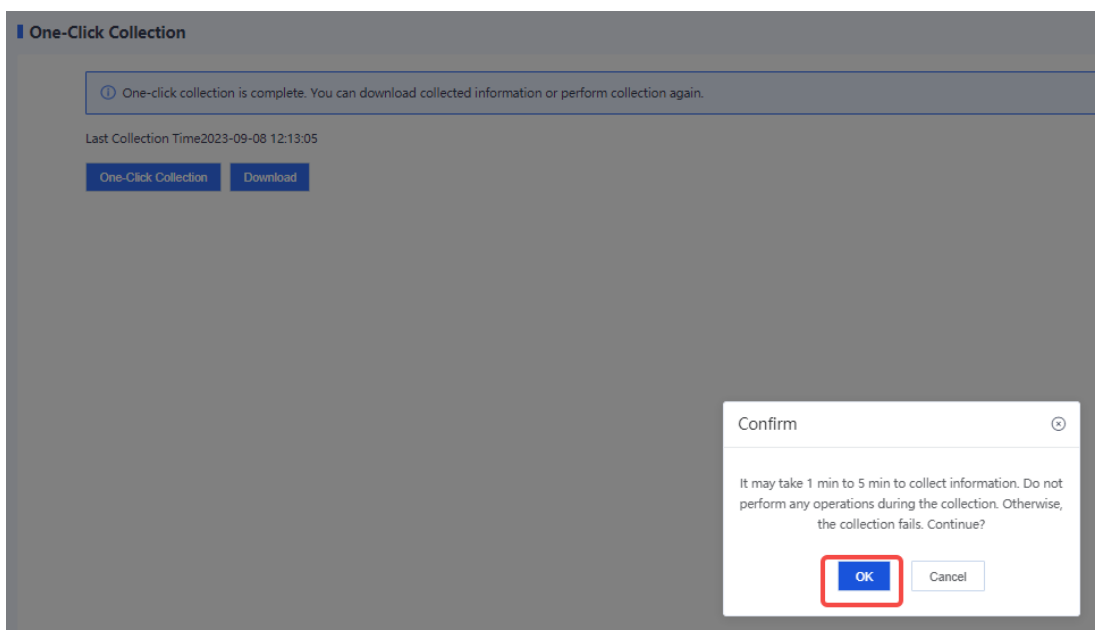 One-Click Collection
One-click collection is complete. You can download collected information or perform collection again.
Last Collection Time2023-09-08 12:13:05
One-Click Collection Download
Confirm
It may take 1 min to 5 min to collect information. Do not
perform any operations during the collection. Otherwise,
the collection fails. Continue?
OK Cancel